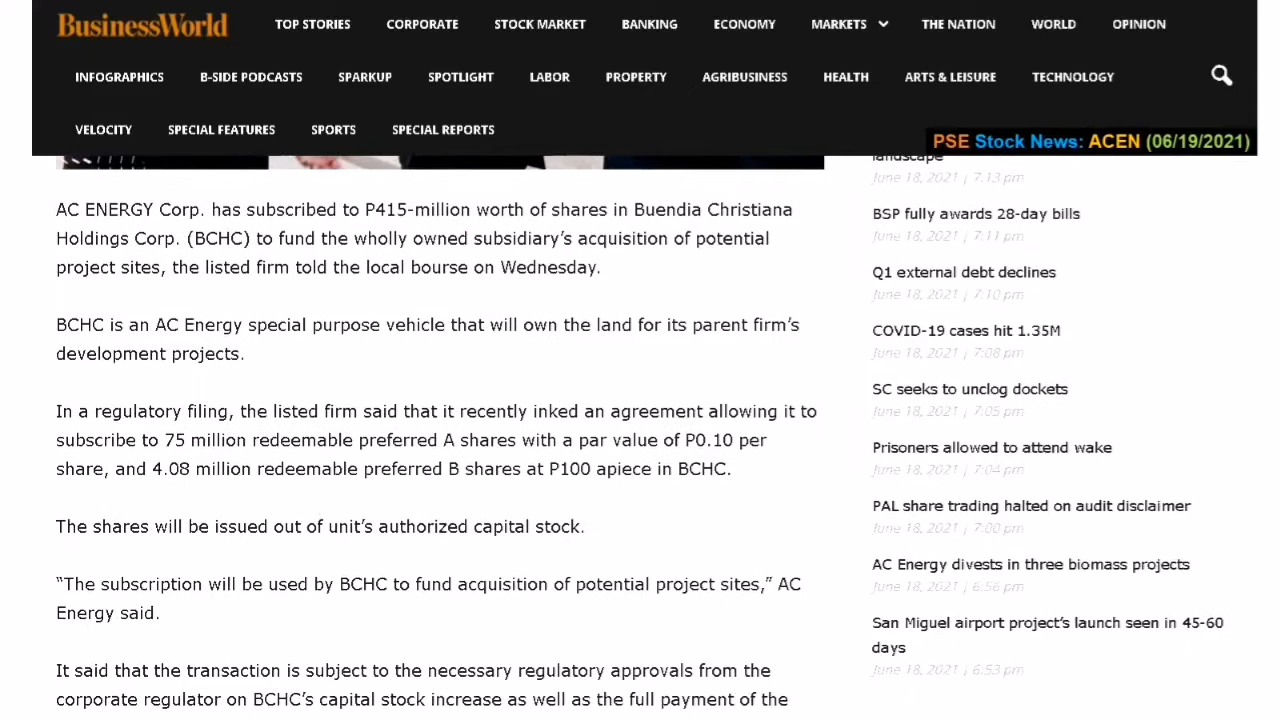 BusinessWorld
TOP STORIES CORPORATE STOCK MARKET BANKING ECONOMY MARKETS THE NATION WORLD OPINION
INFOGRAPHICS B-SIDE PODCASTS SPARKUP SPOTLIGHT LABOR PROPERTY AGRIBUSINESS HEALTH ARTS & LEISURE TECHNOLOGY
VELOCITY SPECIAL FEATURES SPORTS SPECIAL REPORTS
PSE Stock News: ACEN (06/19/2021)
AC ENERGY Corp. has subscribed to P415-million worth of shares in Buendia Christiana
Holdings Corp. (BCHC) to fund the wholly owned subsidiary’s acquisition of potential
project sites, the listed firm told the local bourse on Wednesday.
BCHC is an AC Energy special purpose vehicle that will own the land for its parent firm’s
development projects.
In a regulatory filing, the listed firm said that it recently inked an agreement allowing it to
subscribe to 75 million redeemable preferred A shares with a par value of P0.10 per
share, and 4.08 million redeemable preferred B shares at P100 apiece in BCHC.
The shares will be issued out of unit’s authorized capital stock.
“The subscription will be used by BCHC to fund acquisition of potential project sites,” AC
Energy said.
It said that the transaction is subject to the necessary regulatory approvals from the
corporate regulator on BCHC’s capital stock increase as well as the full payment of the
landscape
June 18, 2021 | 7:13 pm
BSP fully awards 28-day bills
June 18, 2021 | 7:11 pm
Q1 external debt declines
June 18, 2021 | 7:10 pm
COVID-19 cases hit 1.35M
June 18, 2021 | 7:08 pm
SC seeks to unclog dockets
June 18, 2021 | 7:05 pm
Prisoners allowed to attend wake
June 18, 2021 | 7:04 pm
PAL share trading halted on audit disclaimer
June 18, 2021 | 7:00 pm
AC Energy divests in three biomass projects
June 18, 2021 | 6:56 pm
San Miguel airport project’s launch seen in 45-60
days
June 18, 2021 | 6:53 pm